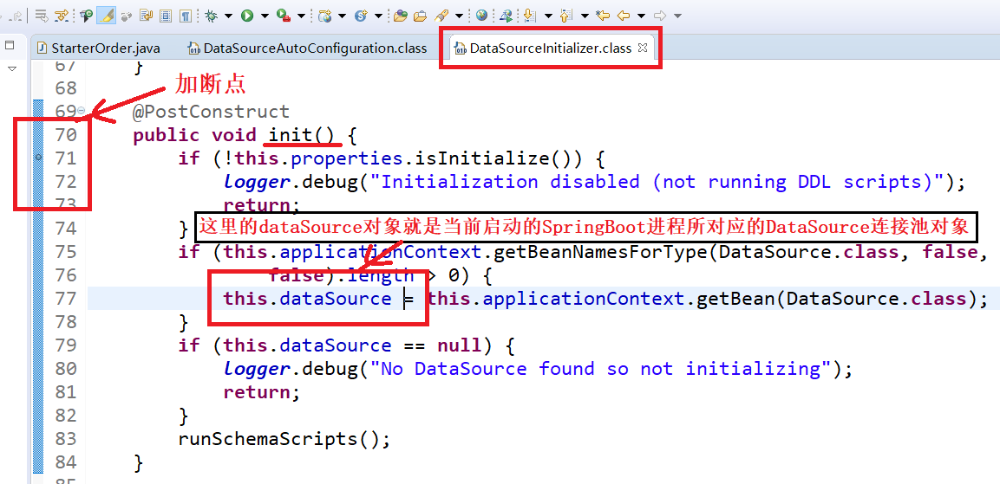 StarterOrder.java DataSourceAutoConfiguration.class DataSourceInitializer.class
67 }
68 加断点
69 @PostConstruct
70 public void init() {
71 if (!this.properties.isInitialize()) {
72 logger.debug("Initialization disabled (not running DDL scripts)");
73 return;
74 } 这里的dataSource对象就是当前启动的SpringBoot进程所对应的DataSource连接池对象
75 if (this.applicationContext.getBeanNamesForType(DataSource.class, false,
76 false).length > 0) {
77 this.dataSource = this.applicationContext.getBean(DataSource.class);
78 }
79 if (this.dataSource == null) {
80 logger.debug("No DataSource found so not initializing");
81 return;
82 }
83 runSchemaScripts();
84 }